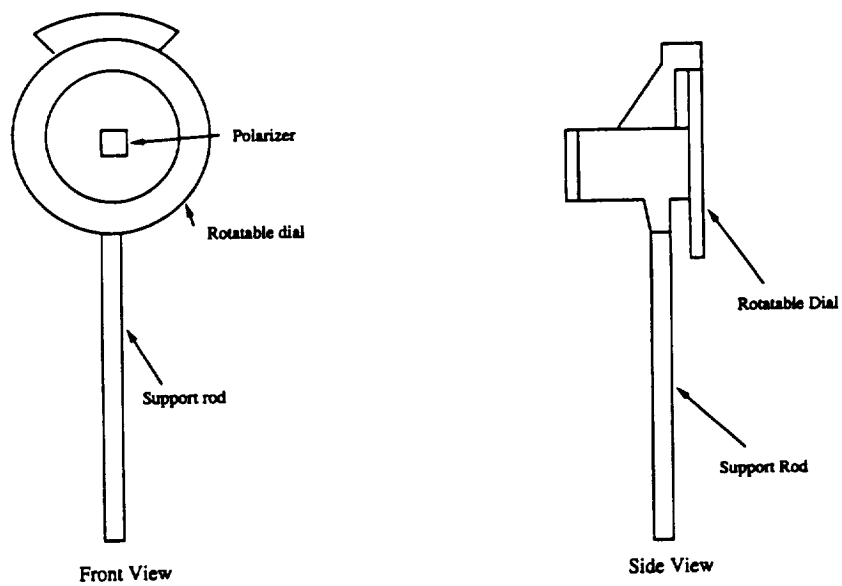 Polarizer
Rotatable dial
Support rod
Front View
Rotatable Dial
Support Rod
Side View